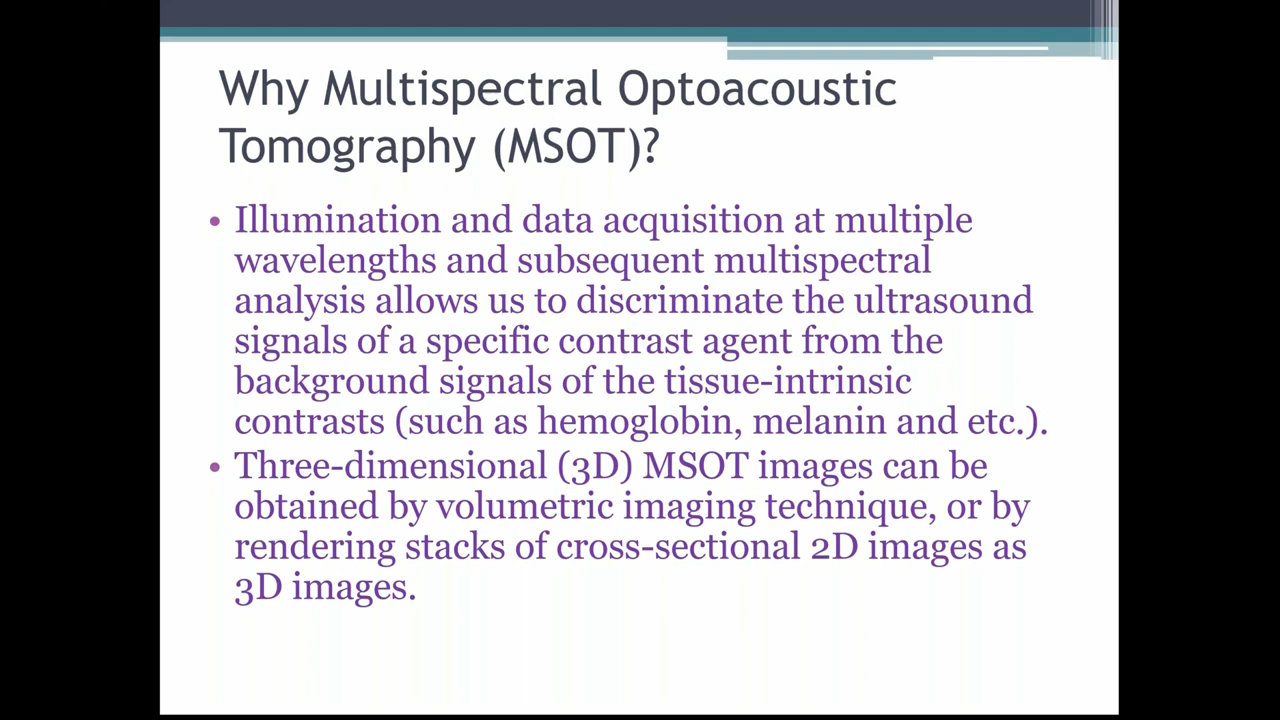 Why Multispectral Optoacoustic
Tomography (MSOT)?
• Illumination and data acquisition at multiple
wavelengths and subsequent multispectral
analysis allows us to discriminate the ultrasound
signals of a specific contrast agent from the
background signals of the tissue-intrinsic
contrasts (such as hemoglobin, melanin and etc.).
• Three-dimensional (3D) MSOT images can be
obtained by volumetric imaging technique, or by
rendering stacks of cross-sectional 2D images as
3D images.